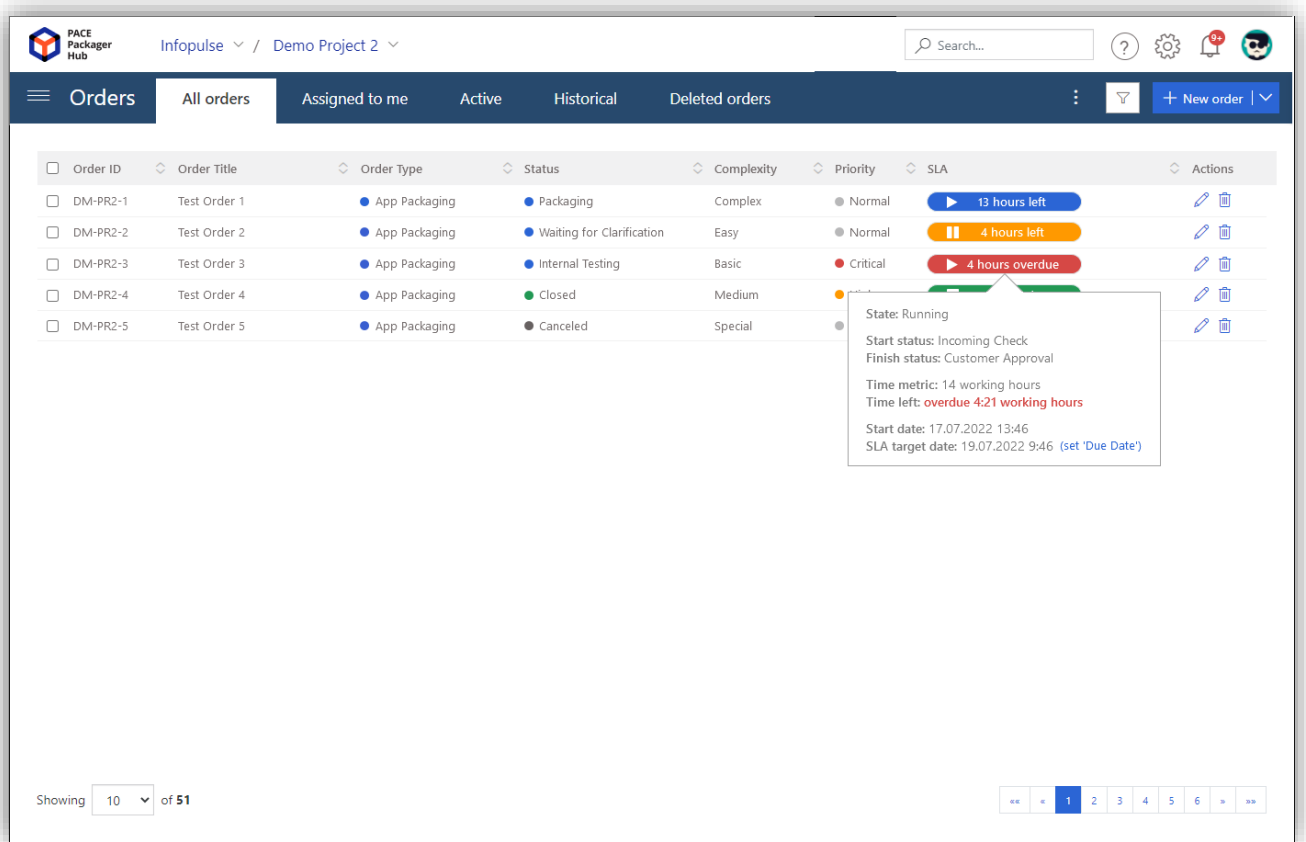 PACE
Packager
Hub
Infopulse / Demo Project 2
Search...
?
9+
Orders
All orders
Assigned to me
Active
Historical
Deleted orders
+ New order
Order ID Order Title Order Type Status Complexity Priority SLA Actions
DM-PR2-1 Test Order 1 App Packaging Packaging Complex Normal 13 hours left
DM-PR2-2 Test Order 2 App Packaging Waiting for Clarification Easy Normal 4 hours left
DM-PR2-3 Test Order 3 App Packaging Internal Testing Basic Critical 4 hours overdue
DM-PR2-4 Test Order 4 App Packaging Closed Medium
DM-PR2-5 Test Order 5 App Packaging Canceled Special
State: Running
Start status: Incoming Check
Finish status: Customer Approval
Time metric: 14 working hours
Time left: overdue 4:21 working hours
Start date: 17.07.2022 13:46
SLA target date: 19.07.2022 9:46 (set 'Due Date')
Showing 10 of 51
«« « 1 2 3 4 5 6 » »»